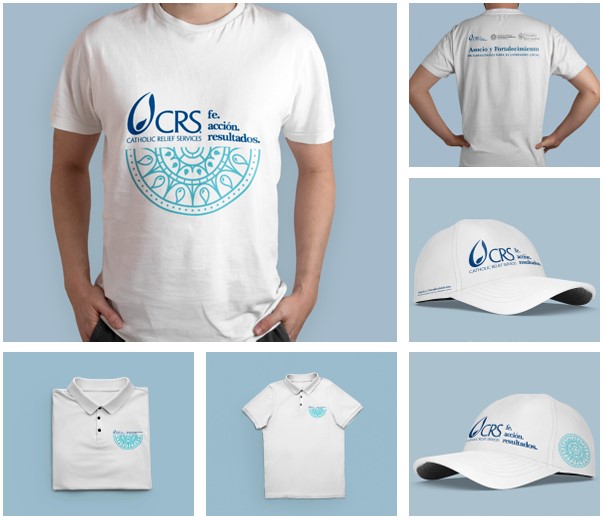 CRS
CATHOLIC RELIEF SERVICES
fe.
acción.
resultados.
Asocio y Fortalecimiento
CRS
CATHOLIC RELIEF SERVICES
fe.
acción.
resultados.
CRS
CATHOLIC RELIEF SERVICES
fe.
acción.
resultados.